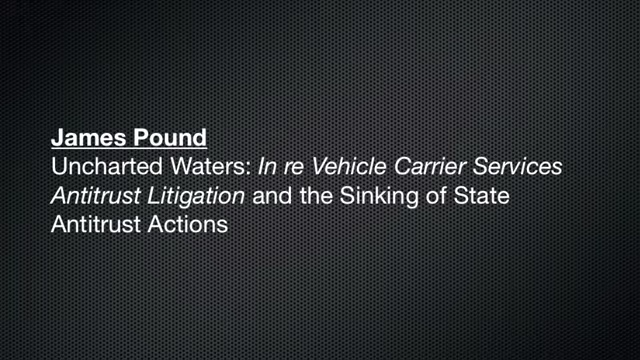 James Pound
Uncharted Waters: In re Vehicle Carrier Services
Antitrust Litigation and the Sinking of State
Antitrust Actions